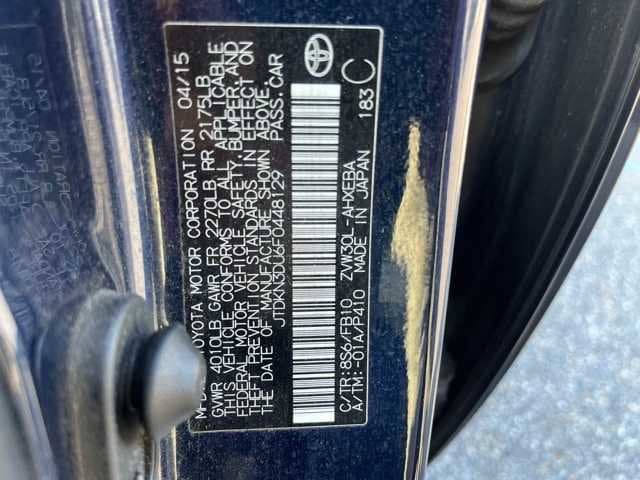 MFD. BY TOYOTA MOTOR CORPORATION 04/15
GVWR 4010LB GAWR FR 2270LB RR 2175LB
THIS VEHICLE CONFORMS TO ALL APPLICABLE
FEDERAL MOTOR VEHICLE SAFETY, BUMPER, AND
THEFT PREVENTION STANDARDS IN EFFECT ON
THE DATE OF MANUFACTURE SHOWN ABOVE.
JTDKN3DU6F0448129 PASS. CAR
C/TR: 8S6/FB10 ZVW30L-AHXEBA
A/TM: -01A/P410 MADE IN JAPAN 183 C